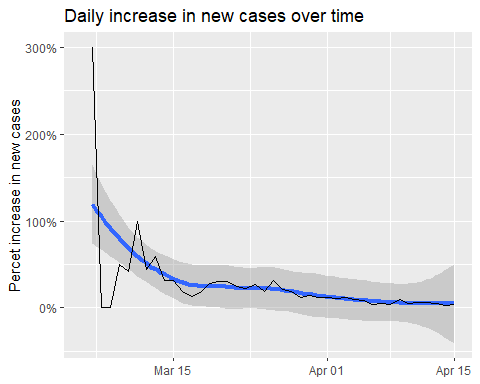 Daily increase in new cases over time
Percet increase in new cases
300%
200%
100%
0%
Mar 15
Apr 01
Apr 15